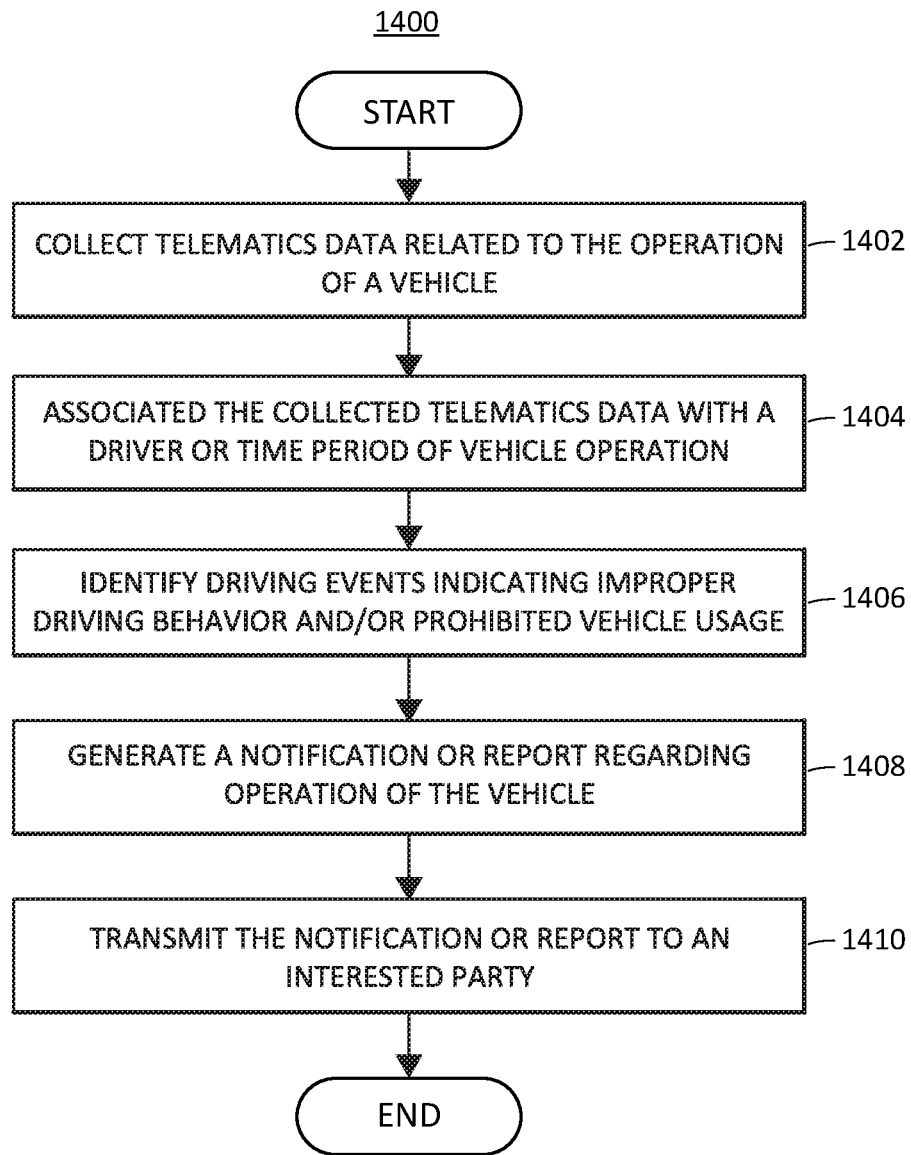 1400
START
COLLECT TELEMATICS DATA RELATED TO THE OPERATION
OF A VEHICLE
1402
ASSOCIATED THE COLLECTED TELEMATICS DATA WITH A
DRIVER OR TIME PERIOD OF VEHICLE OPERATION
1404
IDENTIFY DRIVING EVENTS INDICATING IMPROPER
DRIVING BEHAVIOR AND/OR PROHIBITED VEHICLE USAGE
1406
GENERATE A NOTIFICATION OR REPORT REGARDING
OPERATION OF THE VEHICLE
1408
TRANSMIT THE NOTIFICATION OR REPORT TO AN
INTERESTED PARTY
1410
END